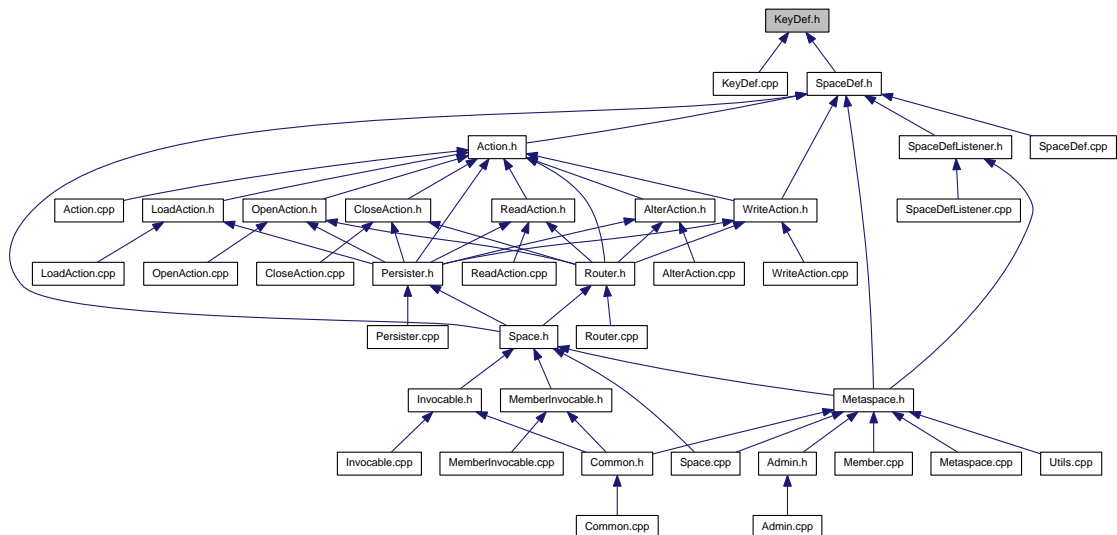 KeyDef.h
KeyDef.cpp
SpaceDef.h
Action.h
SpaceDefListener.h
SpaceDef.cpp
Action.cpp
LoadAction.h
OpenAction.h
CloseAction.h
ReadAction.h
AlterAction.h
WriteAction.h
SpaceDefListener.cpp
LoadAction.cpp
OpenAction.cpp
CloseAction.cpp
Persister.h
ReadAction.cpp
Router.h
AlterAction.cpp
WriteAction.cpp
Persister.cpp
Space.h
Router.cpp
Invocable.h
MemberInvocable.h
Metaspace.h
Invocable.cpp
MemberInvocable.cpp
Common.h
Space.cpp
Admin.h
Member.cpp
Metaspace.cpp
Utils.cpp
Common.cpp
Admin.cpp